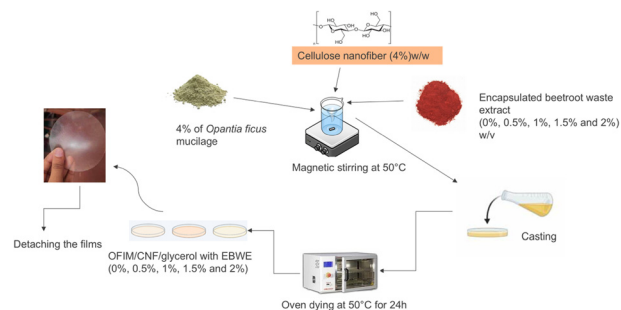 Cellulose nanofiber (4%)w/w
4% of Opantia ficus
mucilage
Encapsulated beetroot waste
extract
(0%, 0.5%, 1%, 1.5% and 2%)
w/v
Magnetic stirring at 50°C
Casting
Detaching the films
OFIM/CNF/glycerol with EBWE
(0%, 0.5%, 1%, 1.5% and 2%)
Oven dying at 50°C for 24h